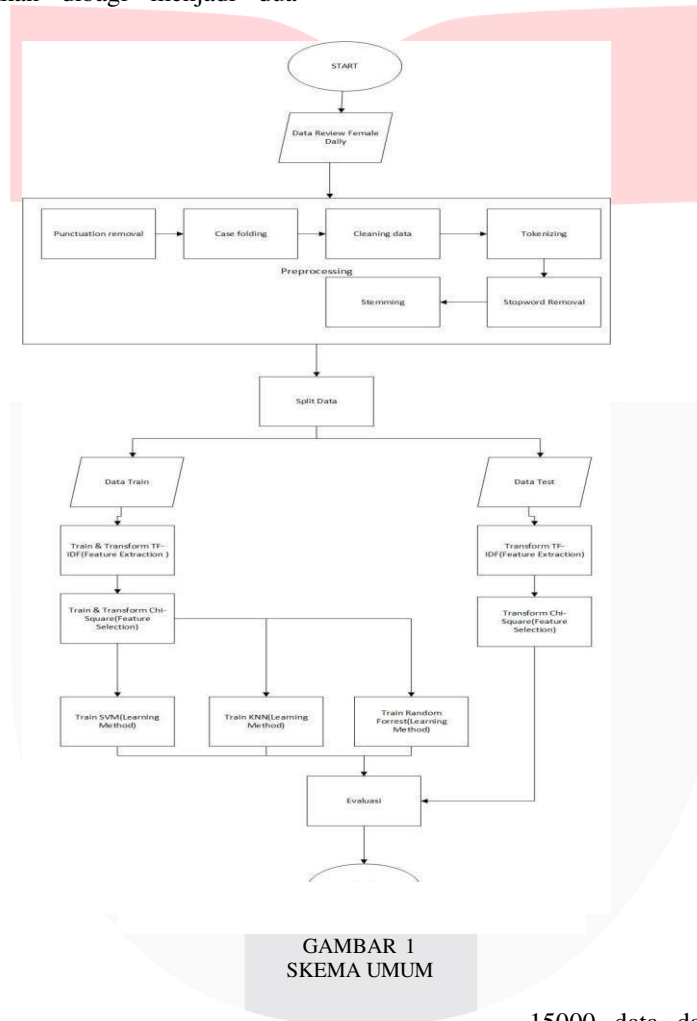 dibagi menjadi dua
START
Data Review Female
Daily
Punctuation removal
Case folding
Cleaning data
Tokenizing
Preprocessing
Stemming
Stopword Removal
Split Data
Data Train
Data Test
Train & Transform TF-
IDF(Feature Extraction )
Transform TF-
IDF(Feature Extraction)
Train & Transform Chi-
Square(Feature
Selection)
Transform Chi-
Square(Feature
Selection)
Train SVM(Learning
Method)
Train KNN(Learning
Method)
Train Random
Forrest(Learning
Method)
Evaluasi
GAMBAR 1
SKEMA UMUM
15000 data